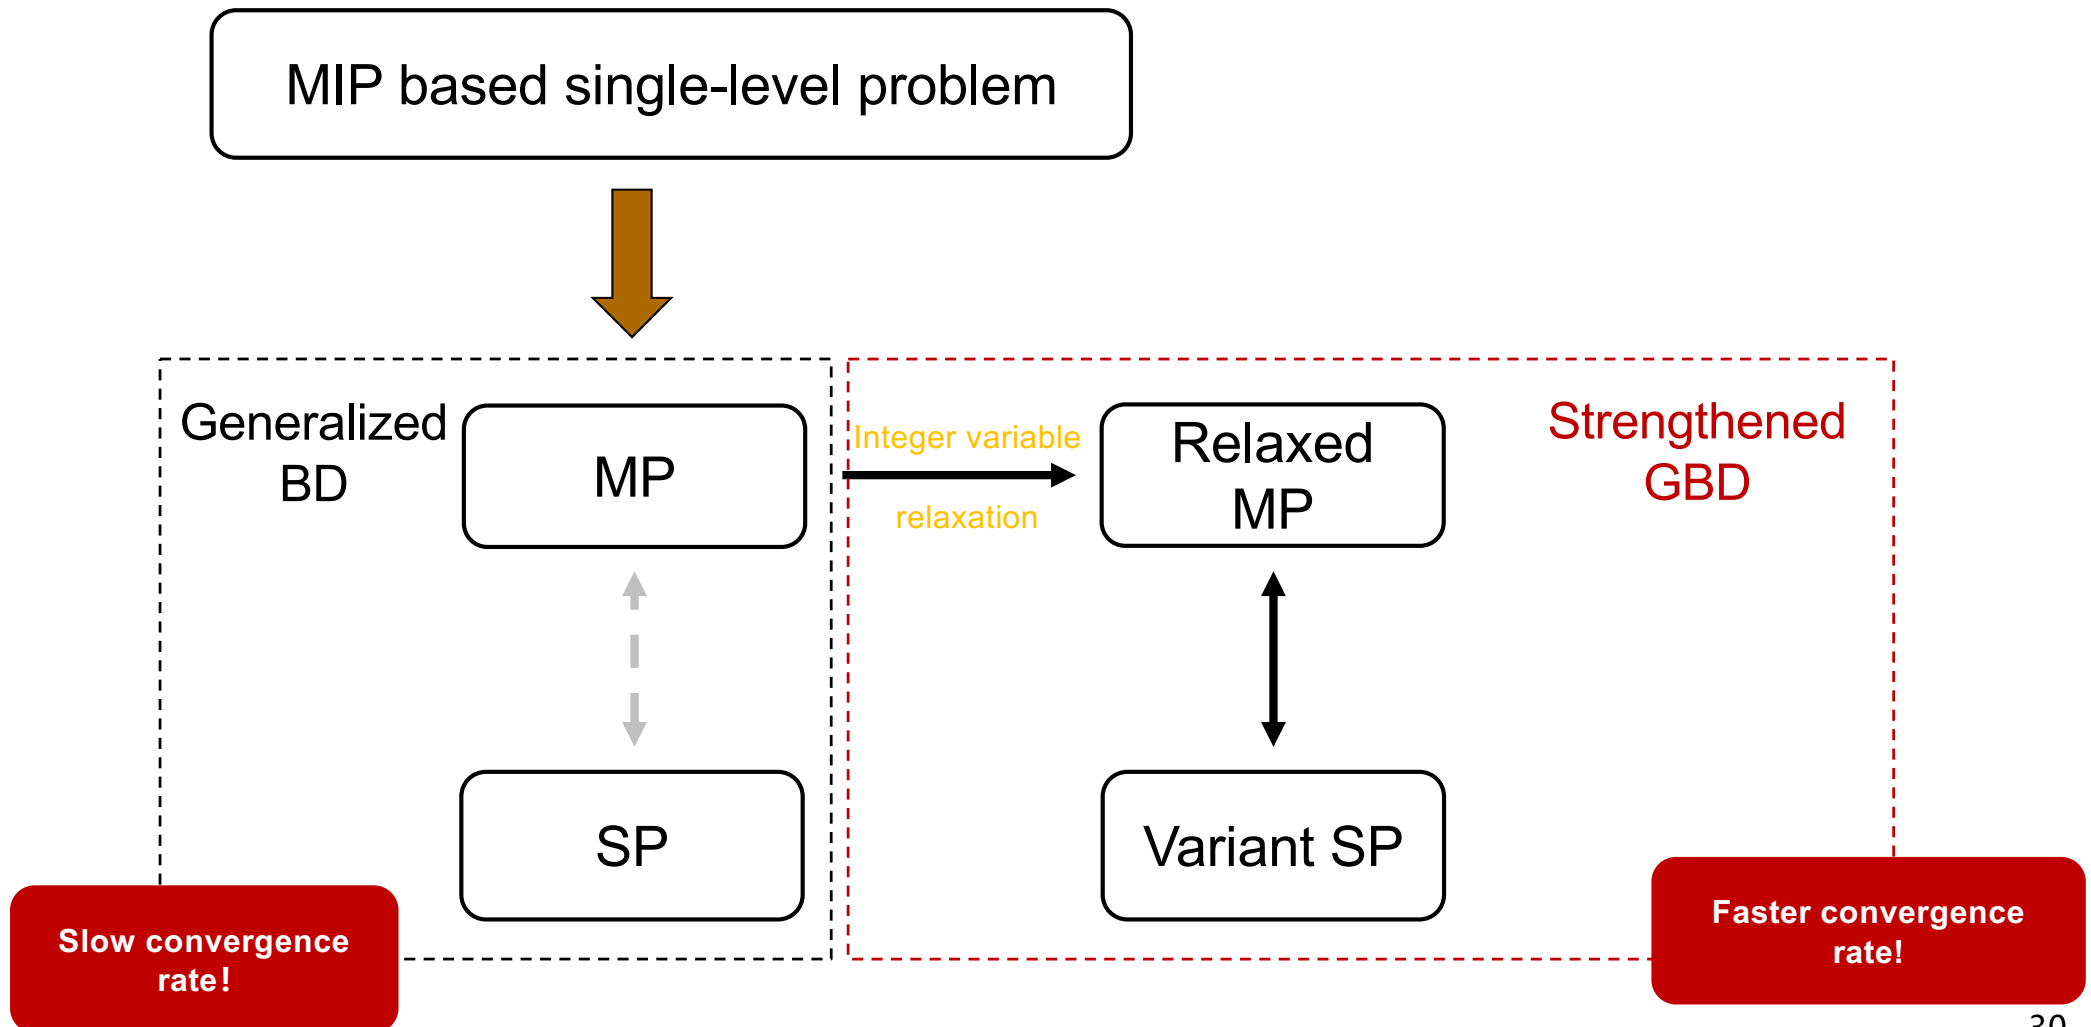 MIP based single-level problem
Generalized
BD
MP
Integer variable
relaxation
Relaxed
MP
Strengthened
GBD
SP
Variant SP
Slow convergence
rate!
Faster convergence
rate!
30